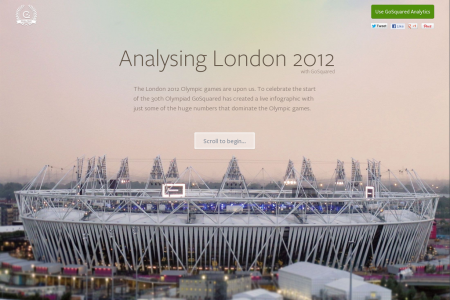 Use GoSquared Analytics
Tweet
Like
+1
Pin it
Analysing London 2012
with GoSquared
The London 2012 Olympic games are upon us. To celebrate the start
of the 30th Olympiad GoSquared has created a live infographic with
just some of the huge numbers that dominate the Olympic games.
Scroll to begin...